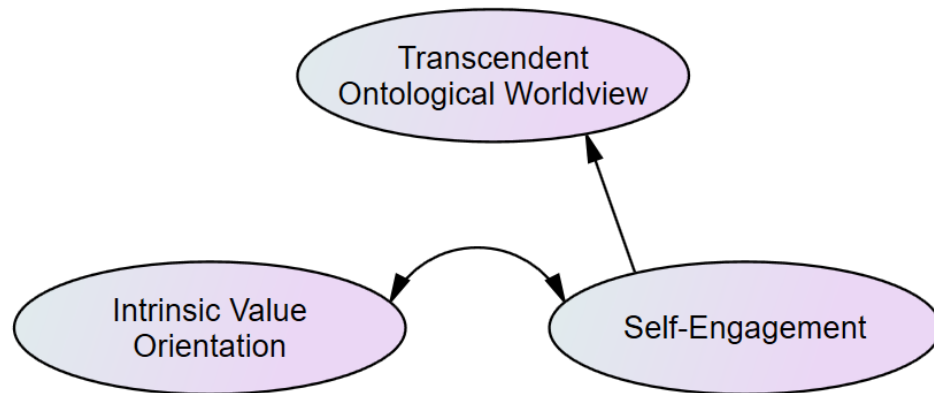 Transcendent
Ontological Worldview
Intrinsic Value
Orientation
Self-Engagement